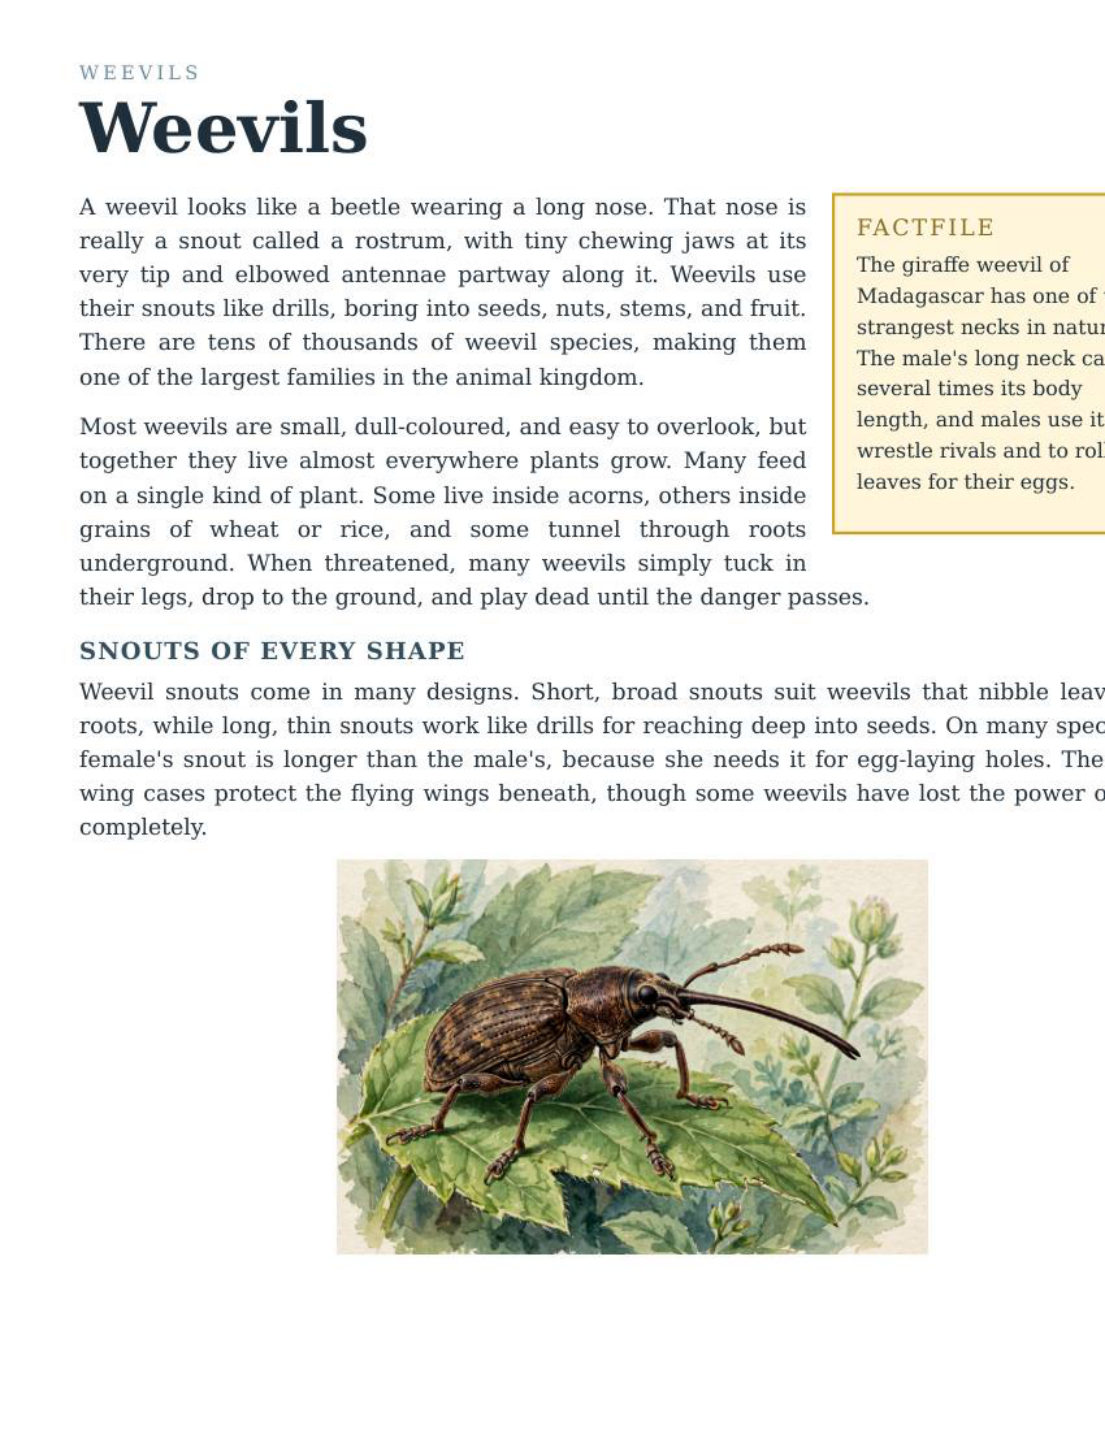 WEEVILS
Weevils
A weevil looks like a beetle wearing a long nose. That nose is
really a snout called a rostrum, with tiny chewing jaws at its
very tip and elbowed antennae partway along it. Weevils use
their snouts like drills, boring into seeds, nuts, stems, and fruit.
There are tens of thousands of weevil species, making them
one of the largest families in the animal kingdom.
Most weevils are small, dull-coloured, and easy to overlook, but
together they live almost everywhere plants grow. Many feed
on a single kind of plant. Some live inside acorns, others inside
grains of wheat or rice, and some tunnel through roots
underground. When threatened, many weevils simply tuck in
their legs, drop to the ground, and play dead until the danger passes.
FACTFILE
The giraffe weevil of
Madagascar has one of
strangest necks in
The male's long neck
several times its body
length, and males use it
wrestle rivals and to
leaves for their eggs.
SNOUTS OF EVERY SHAPE
Weevil snouts come in many designs. Short, broad snouts suit weevils that nibble
roots, while long, thin snouts work like drills for reaching deep into seeds. On many
female's snout is longer than the male's, because she needs it for egg-laying holes. The
wing cases protect the flying wings beneath, though some weevils have lost the power
completely.